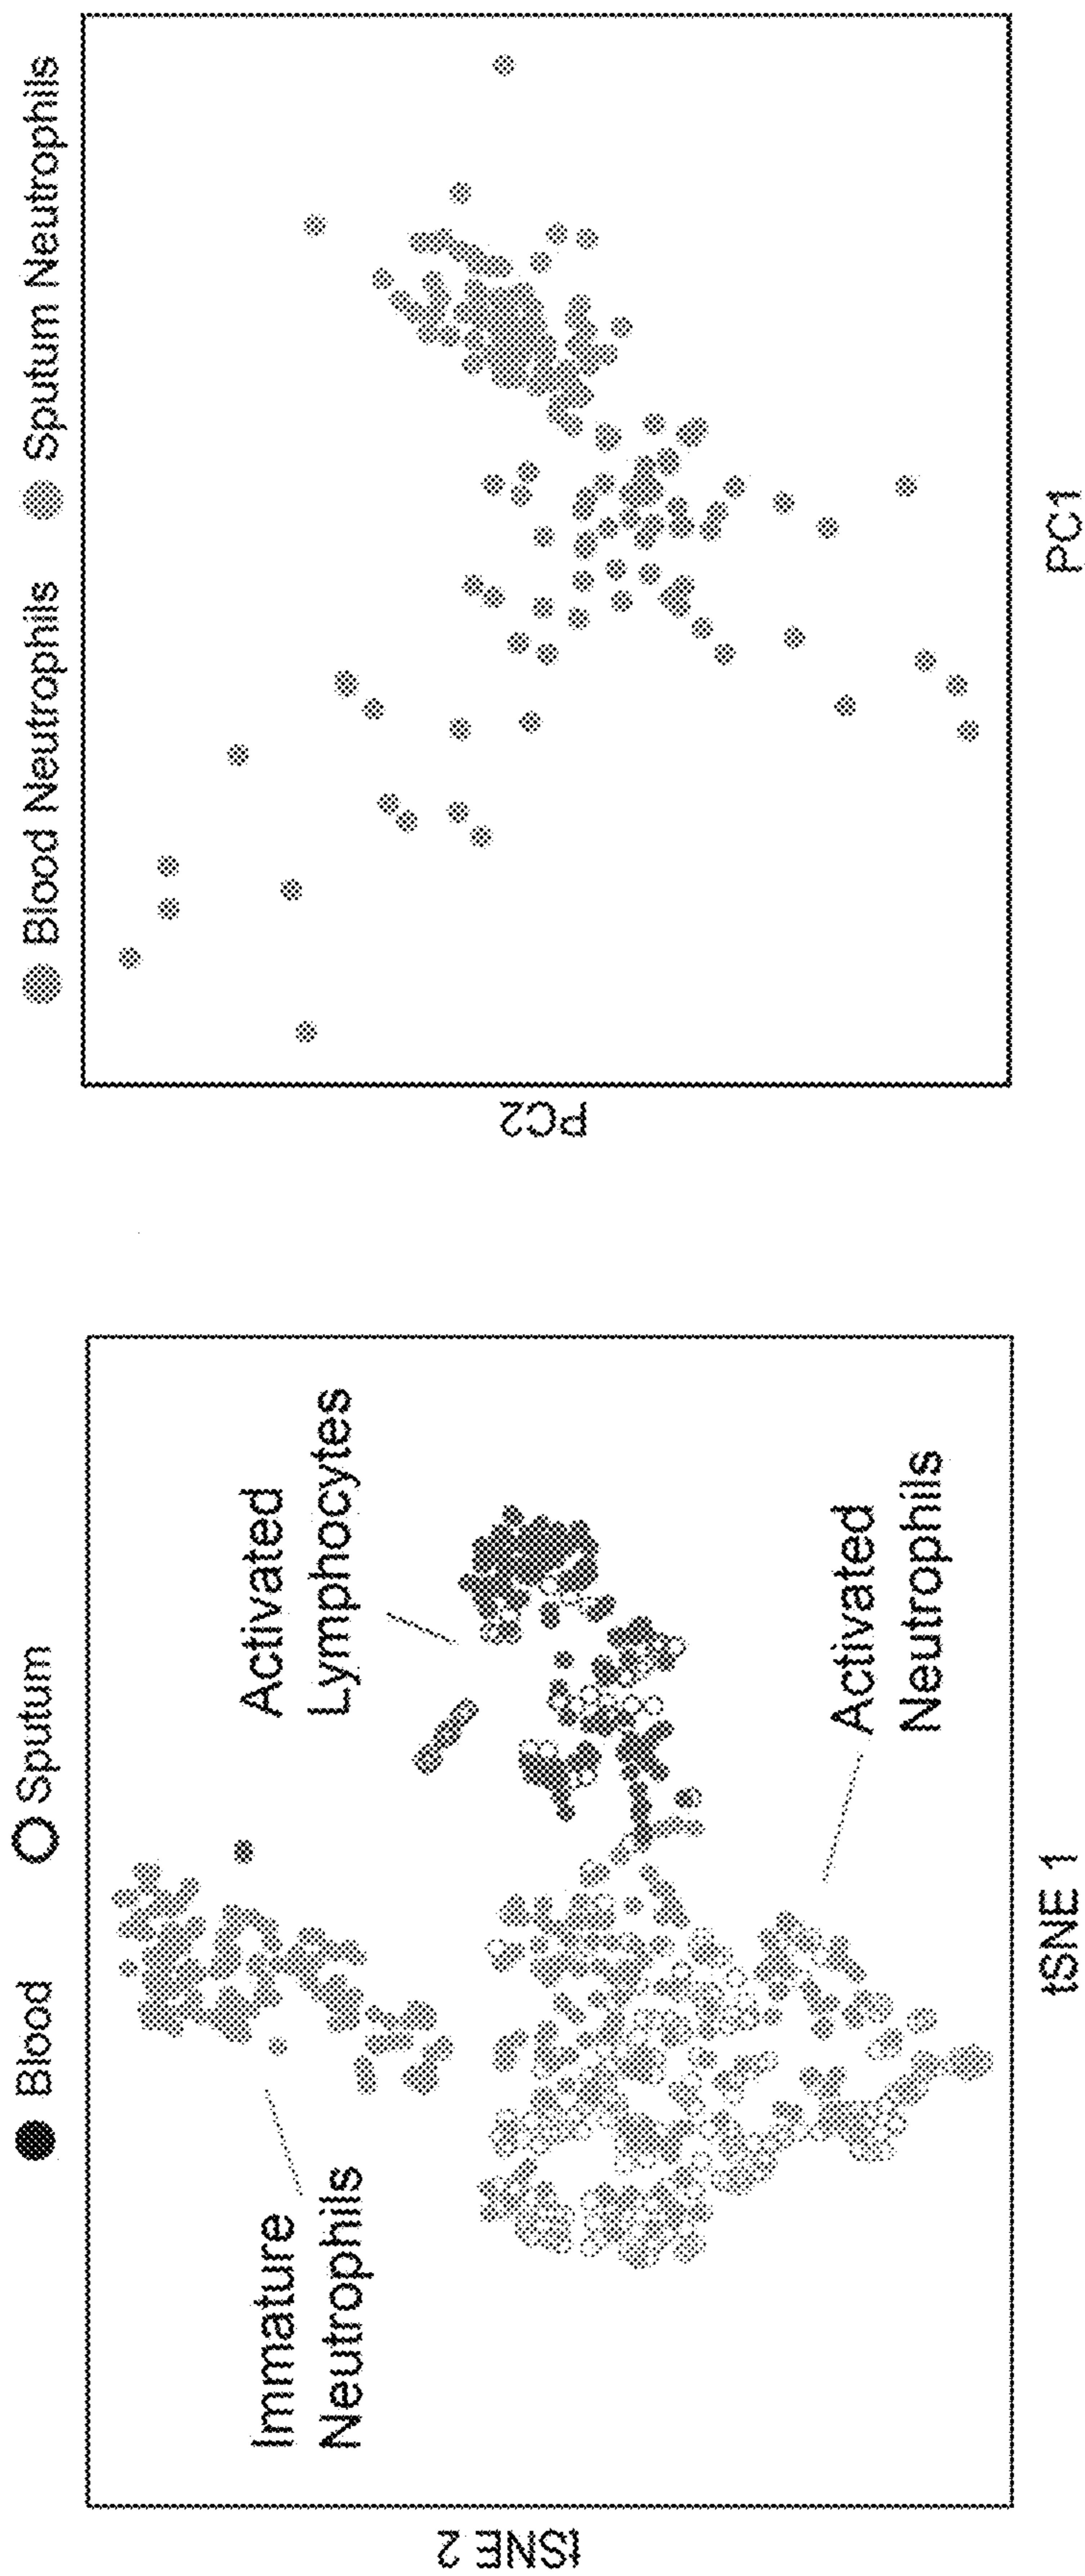 Blood Sputum
Immature
Neutrophils
Activated
Lymphocytes
Activated
Neutrophils
tSNE 2
tSNE 1
Blood Neutrophils Sputum Neutrophils
PC2
PC1